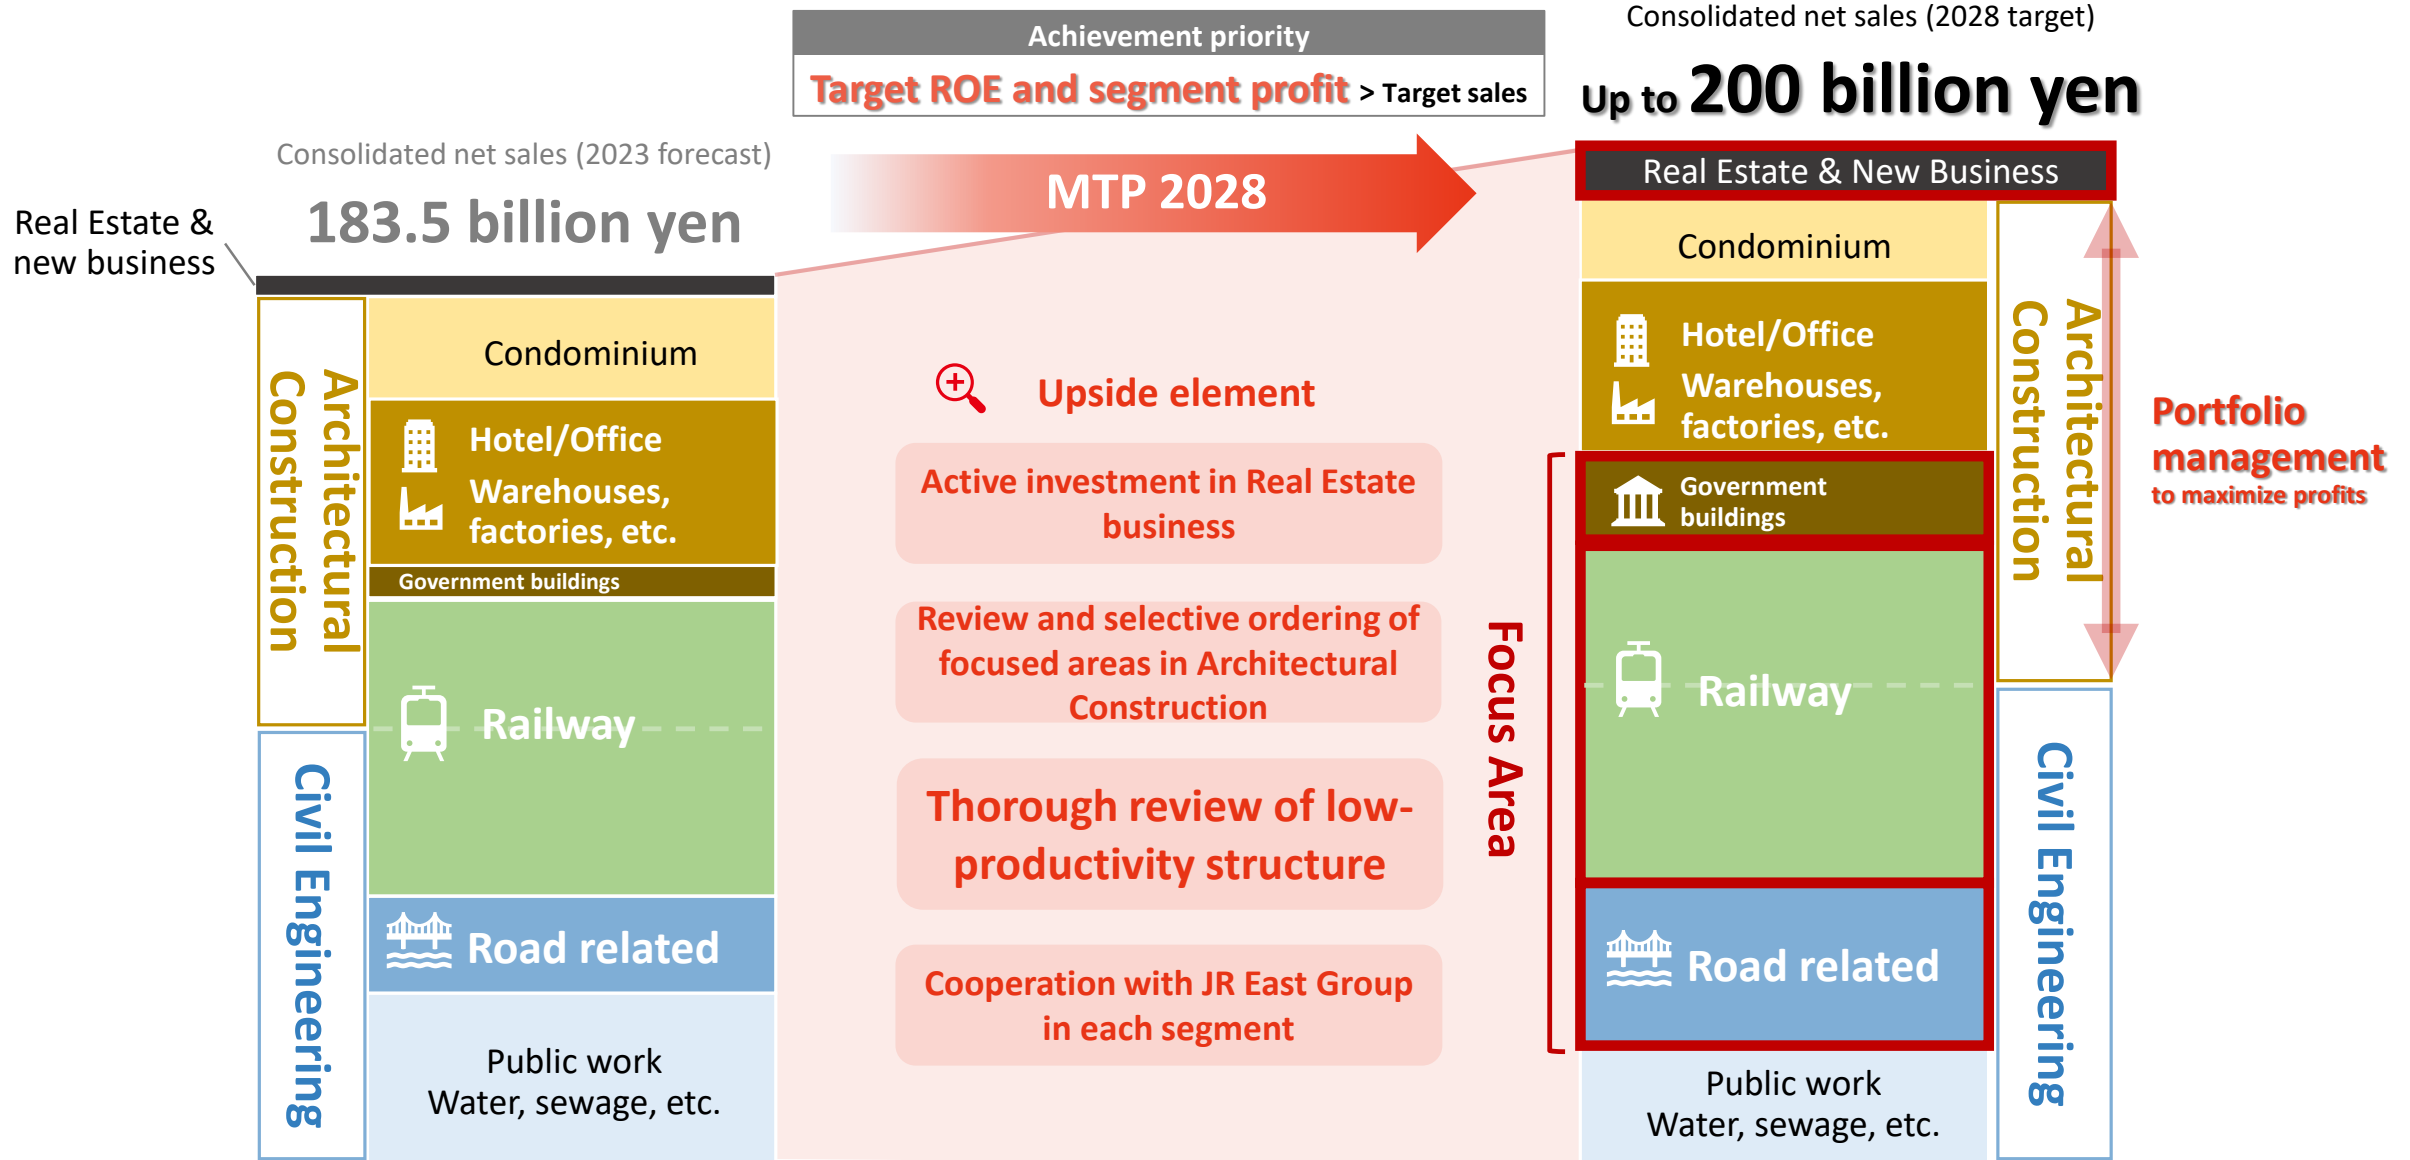 Achievement priority
Target ROE and segment profit > Target sales
Consolidated net sales (2028 target)
Up to 200 billion yen
Consolidated net sales (2023 forecast)
183.5 billion yen
MTP 2028
Real Estate &
new business
Architectural
Construction
Civil Engineering
Condominium
Hotel/Office
Warehouses,
factories, etc.
Government buildings
Railway
Road related
Public work
Water, sewage, etc.
Upside element
Active investment in Real Estate
business
Review and selective ordering of
focused areas in Architectural
Construction
Thorough review of low-
productivity structure
Cooperation with JR East Group
in each segment
Focus Area
Real Estate & New Business
Condominium
Hotel/Office
Warehouses,
factories, etc.
Government
buildings
Railway
Road related
Public work
Water, sewage, etc.
Architectural
Construction
Civil Engineering
Portfolio
management
to maximize profits